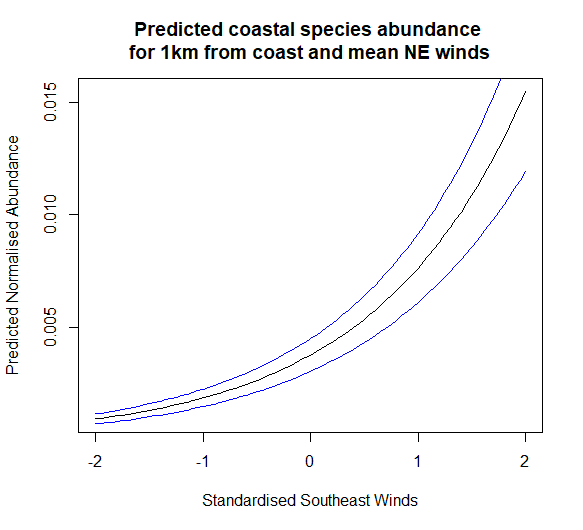 Predicted coastal species abundance
for 1km from coast and mean NE winds
Predicted Normalised Abundance
0.015
0.010
0.005
-2
-1
0
1
2
Standardised Southeast Winds